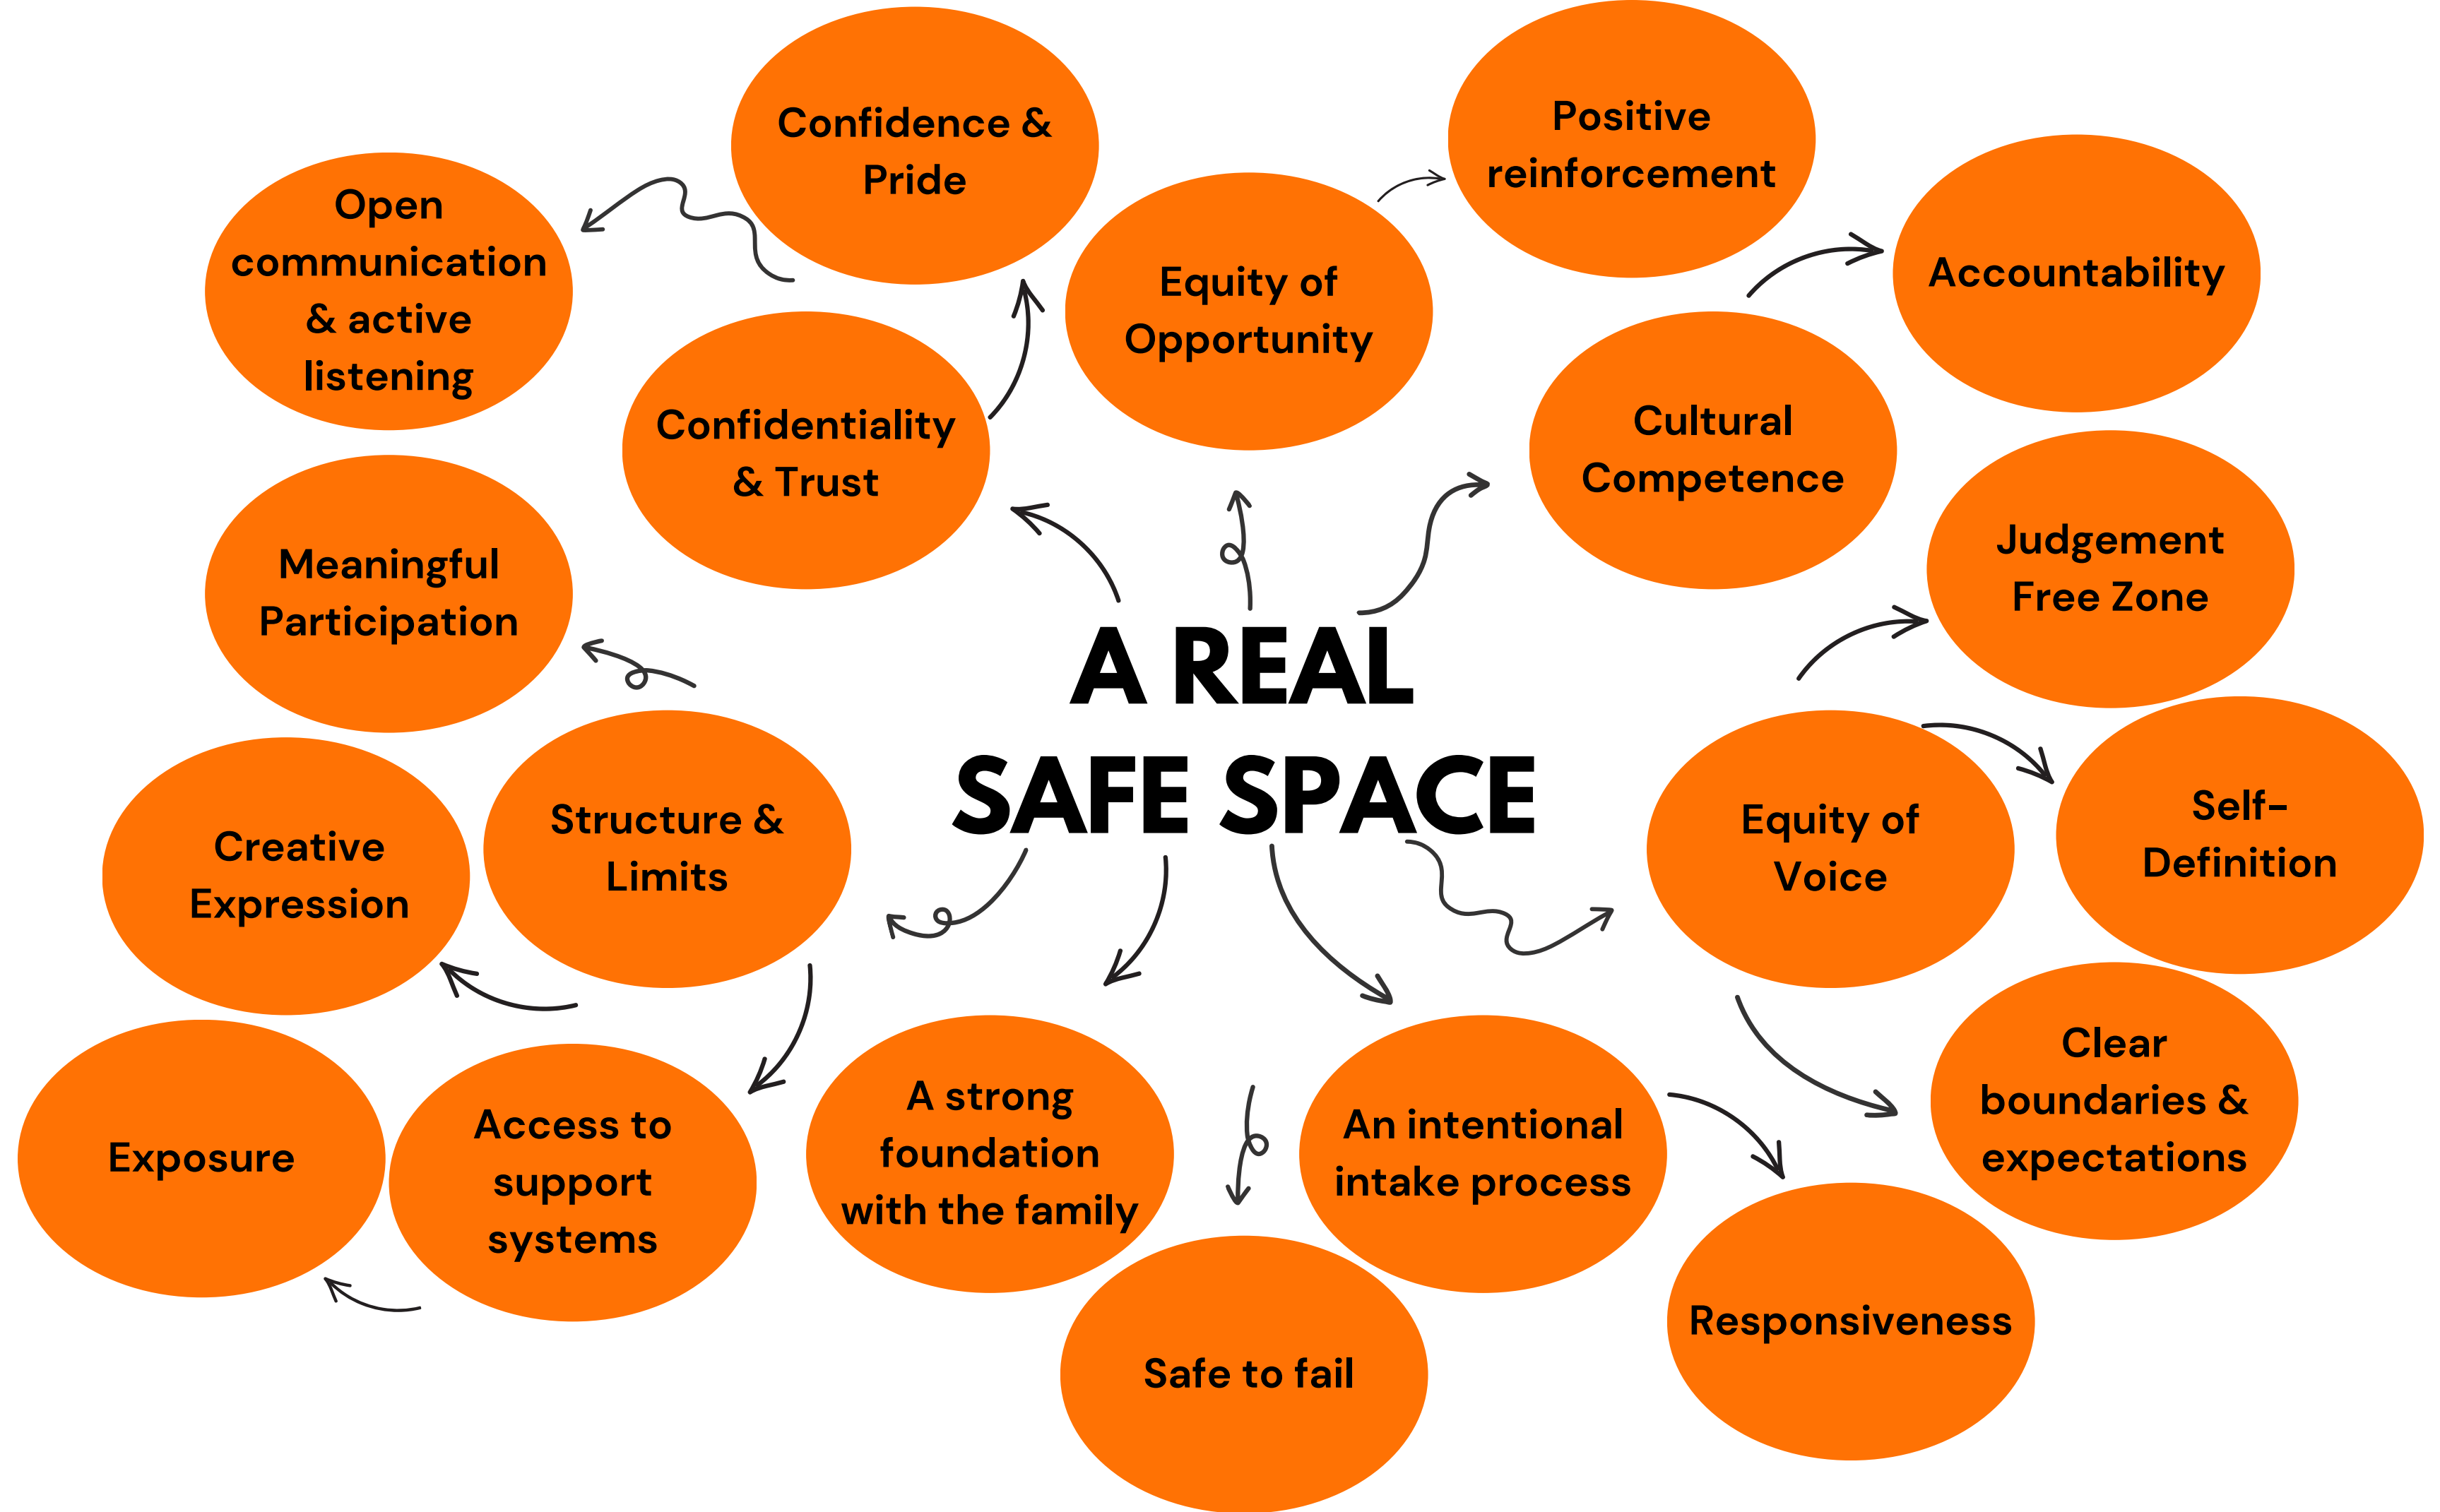 Confidence &
Pride
Positive
reinforcement
Open
communication
& active
listening
Equity of
Opportunity
Accountability
Confidentiality
& Trust
Cultural
Competence
Meaningful
Participation
Judgement
Free Zone
A REAL
SAFE SPACE
Creative
Expression
Structure &
Limits
Equity of
Voice
Self-
Definition
Exposure
Access to
support
systems
A strong
foundation
with the family
An intentional
intake process
Clear
boundaries &
expectations
Safe to fail
Responsiveness